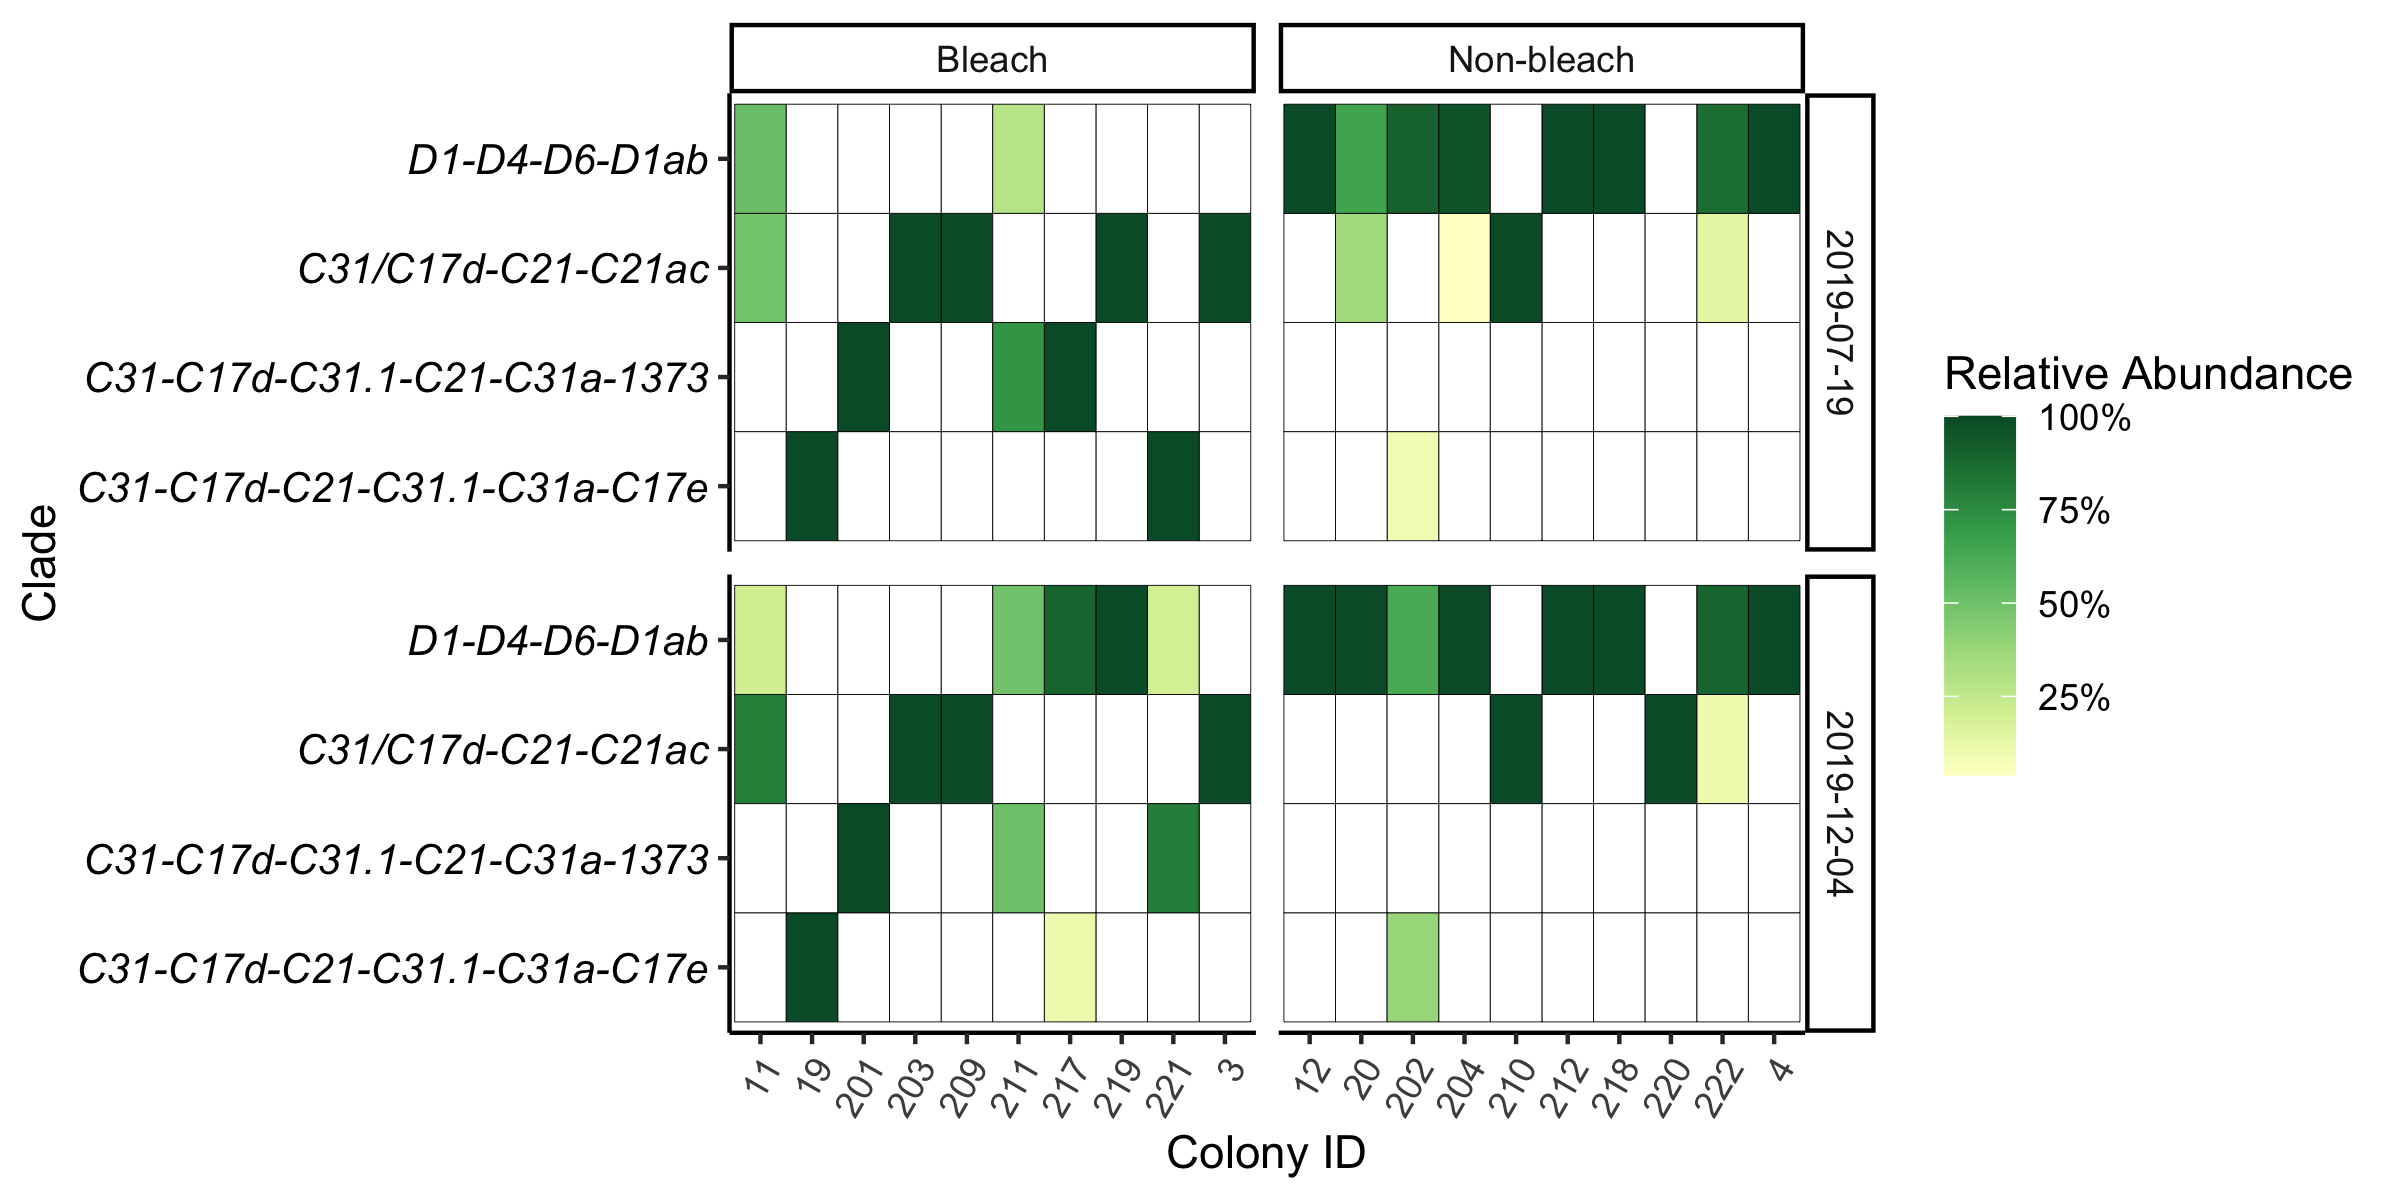 Bleach
Non-bleach
D1-D4-D6-D1ab
C31/C17d-C21-C21ac
C31-C17d-C31.1-C21-C31a-1373
C31-C17d-C21-C31.1-C31a-C17e
2019-07-19
D1-D4-D6-D1ab
C31/C17d-C21-C21ac
C31-C17d-C31.1-C21-C31a-1373
C31-C17d-C21-C31.1-C31a-C17e
2019-12-04
Clade
11 19 201 203 209 211 217 219 221 3
12 20 202 204 210 212 218 220 222 4
Colony ID
Relative Abundance
100%
75%
50%
25%